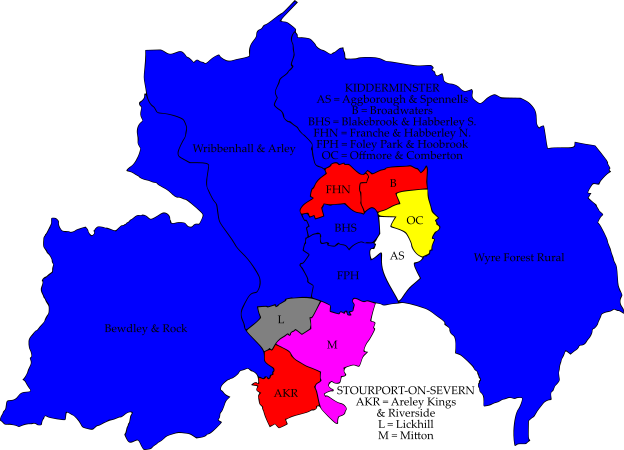 KIDDERMINSTER
AS = Aggborough & Spennells
B = Broadwaters
BHS = Blakebrook & Habberley S.
FHN = Franche & Habberley N.
FPH = Foley Park & Hoobrook
OC = Offmore & Comberton
Wribbenhall & Arley
FHN
B
OC
BHS
AS
Wyre Forest Rural
FPH
L
Bewdley & Rock
M
AKR
STOURPORT-ON-SEVERN
AKR = Areley Kings
& Riverside
L = Lickhill
M = Mitton